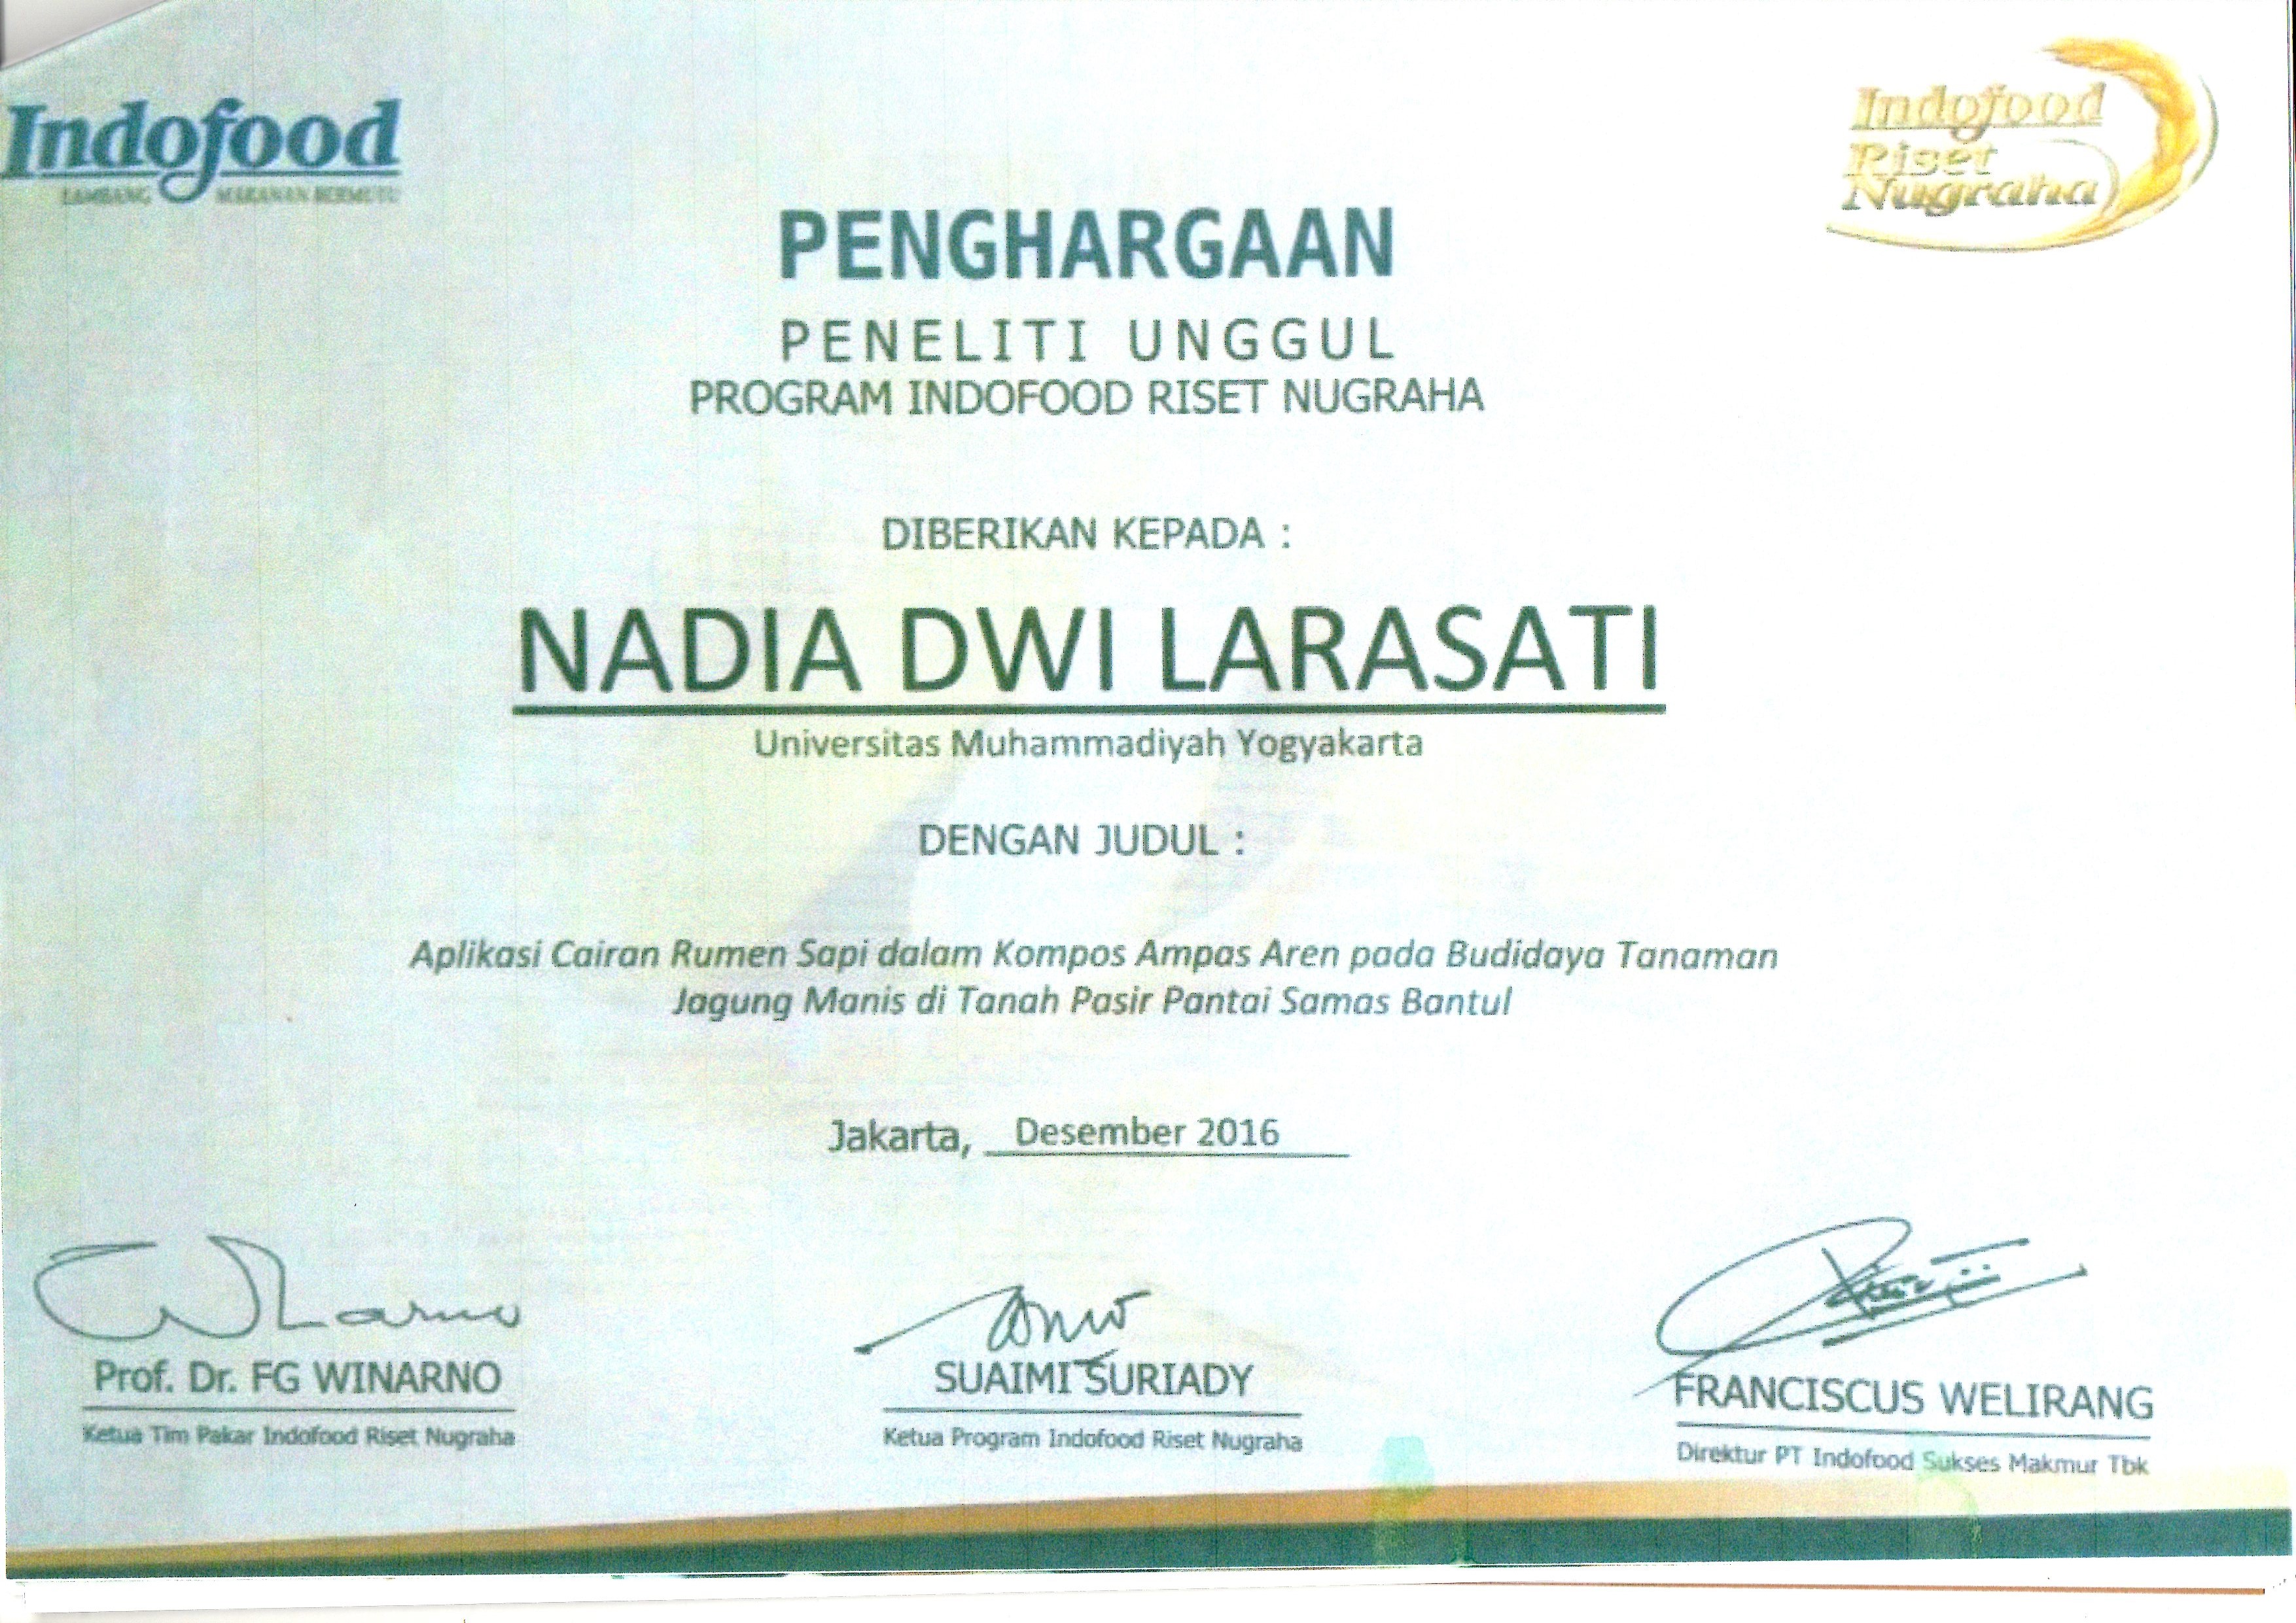 Indofood
LAMBANG MAKANAN BERMUTU
Indofood
Riset
Nugraha
PENGHARGAAN
PENELITI UNGGUL
PROGRAM INDOFOOD RISET NUGRAHA
DIBERIKAN KEPADA :
NADIA DWI LARASATI
Universitas Muhammadiyah Yogyakarta
DENGAN JUDUL :
Aplikasi Cairan Rumen Sapi dalam Kompos Ampas Aren pada Budidaya Tanaman
Jagung Manis di Tanah Pasir Pantai Samas Bantul
Jakarta, Desember 2016
Prof. Dr. FG WINARNO
Ketua Tim Pakar Indofood Riset Nugraha
SUAIMI SURIADY
Ketua Program Indofood Riset Nugraha
FRANCISCUS WELIRANG
Direktur PT Indofood Sukses Makmur Tbk